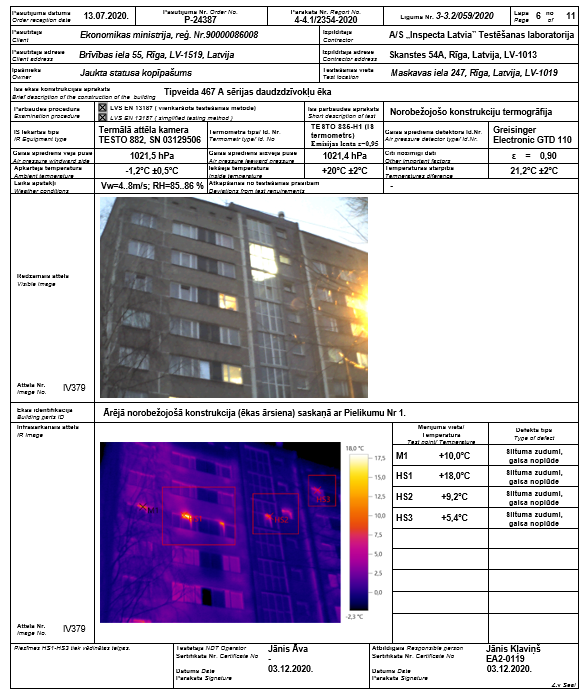 Pasutījuma datums Order reception date 13.07.2020. Pasutījuma Nr. Order No. P-24387 Parskata Nr. Report No. 4-4.1/2354-2020 Līguma Nr. 3-3.2/059/2020 Lapa Page 6 no of 11
Pasutītājs Client Ekonomikas ministrija, reģ. Nr.90000086008 Izpildītājs Contractor A/S „Inspecta Latvia” Testēšanas laboratorija
Pasutītāja adrese Client address Brīvības iela 55, Rīga, LV-1519, Latvija Izpildītāja adrese Contractor address Skanstes 54A, Rīga, Latvija, LV-1013
Īpašnieks Owner Jaukta statusa kopīpašums Testēšanas vieta Test location Maskavas iela 247, Rīga, Latvija, LV-1019
Īss ēkas konstrukcijas apraksts Brief description of the construction of the building Tipveida 467 A sērijas daudzdzīvokļu ēka
Parbaudes procedūra Examination procedure LVS EN 13187 ( vienkāršota testēšanas metode)
LVS EN 13187 ( simplified testing method ) Īss parbaudes apraksts Short description of test Norobežojošo konstrukciju termogrāfija
IS iekārtas tips IR Equipment type Termālā attēla kamera
TESTO 882, SN 03129506 Termometra tips/ Id. Nr. Termometr type/ Id. No TESTO 835-H1 (IS termometrs)
Emisijas lenta ε=0,95 Gaisa spiediena detektora Id.Nr. Air pressure detector type/ Id.Nr. Greisinger
Electronic GTD 110
Gaisa spiediens vēja pusē Air pressure windward side 1021,5 hPa Gaisa spiediens aizvēja pusē Air pressure leeward pressure 1021,4 hPa Citi nozīmīgi dati Other important factors ε = 0,90
Apkārtējā temperatūra Ambient temperature -1,2°C ±0,5°C Iekšējā temperatūra Inside temperature +20°C ±2°C Temperatūras starpība Temperatures diference 21,2°C ±2°C
Laika apstākļi Weather conditions Vw=4..8m/s; RH=85..86 % Atkāpšanās no testēšanas prasībām Deviations from test requirements -
Redzamais attēls
Visible image
Attēla Nr.
Image No. IV379
Ēkas identifikācija
Building parts ID Ārējā norobežojošā konstrukcija (ēkas ārsiena) saskaņā ar Pielikumu Nr 1.
Infrasarkanais attēls
IR image
18,0 °C
17,5
15,0
12,5
10,0
7,5
5,0
2,5
0,0
-2,3 °C
M1
HS1
HS2
HS3
Mērījuma vieta/ Temperatūra
Test point/ Temperature Defekta tips
Type of defect
M1 +10,0°C Siltuma zudumi, gaisa noplūde
HS1 +18,0°C Siltuma zudumi, gaisa noplūde
HS2 +9,2°C Siltuma zudumi, gaisa noplūde
HS3 +5,4°C Siltuma zudumi, gaisa noplūde
Attēla Nr.
Image No. IV379
Piezīmes HS1-HS3 tiek vēdinātas telpas. Testētājs NDT Operator Jānis Āva
Sertifikāta Nr. Certificate No -
Datums Date 03.12.2020.
Paraksts Signature
Atbildīgais Responsible person Jānis Kļaviņš
Sertifikāta Nr. Certificate No EA2-0119
Datums Date 03.12.2020.
Paraksts Signature